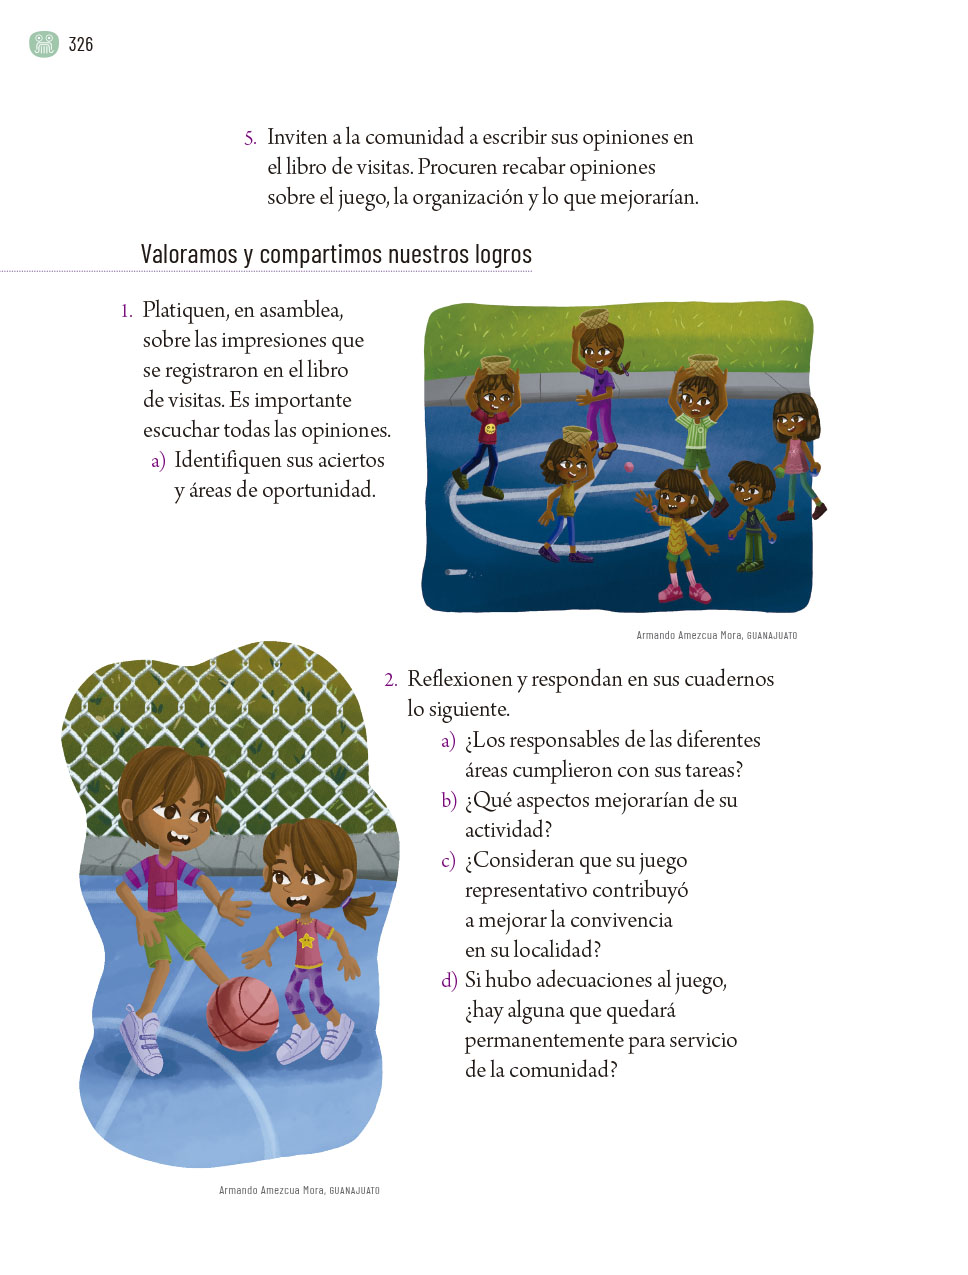 326
5. Inviten a la comunidad a escribir sus opiniones en
el libro de visitas. Procuren recabar opiniones
sobre el juego, la organización y lo que mejorarían.
Valoramos y compartimos nuestros logros
1. Platiquen, en asamblea,
sobre las impresiones que
se registraron en el libro
de visitas. Es importante
escuchar todas las opiniones.
a) Identifiquen sus aciertos
y áreas de oportunidad.
Armando Amezcua Mora, GUANAJUATO
2. Reflexionen y respondan en sus cuadernos
lo siguiente.
a) ¿Los responsables de las diferentes
áreas cumplieron con sus tareas?
b) ¿Qué aspectos mejorarían de su
actividad?
c) ¿Consideran que su juego
representativo contribuyó
a mejorar la convivencia
en su localidad?
d) Si hubo adecuaciones al juego,
¿hay alguna que quedará
permanentemente para servicio
de la comunidad?
Armando Amezcua Mora, GUANAJUATO